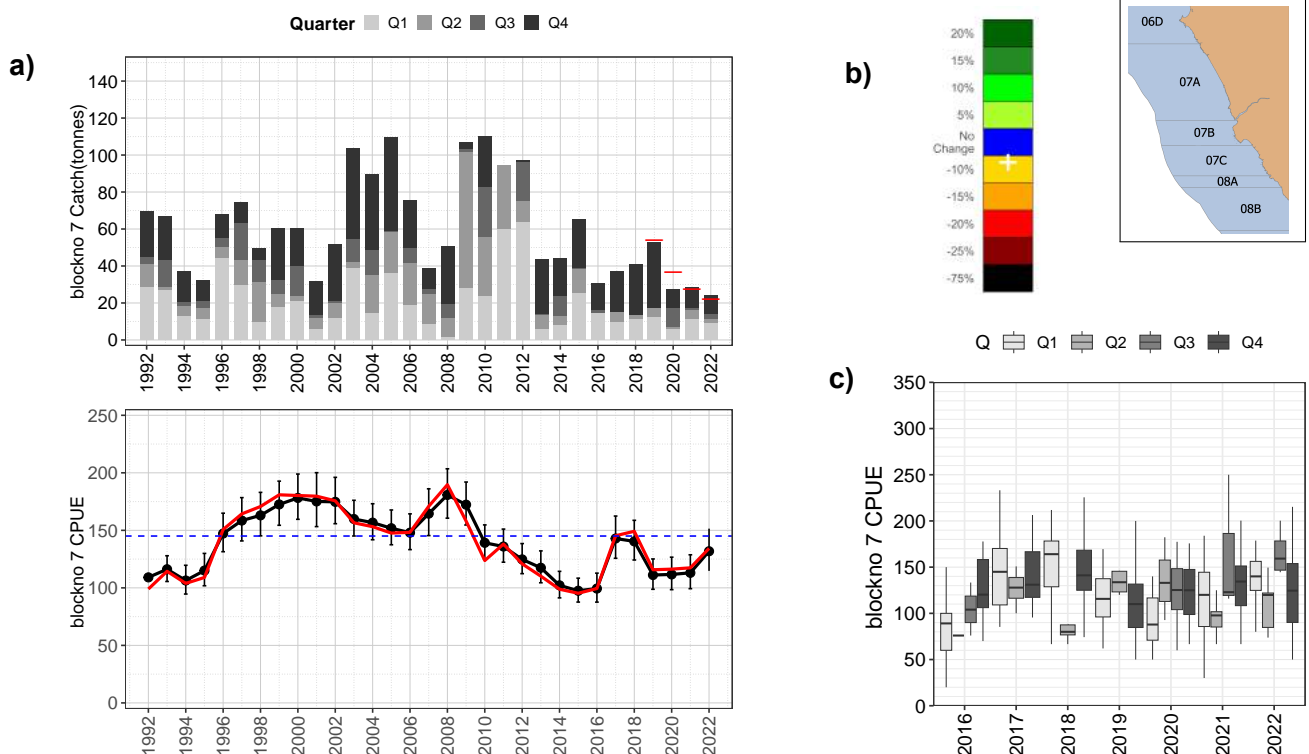 Quarter Q1 Q2 Q3 Q4
a)
blockno 7 Catch(tonnes)
140
120
100
80
60
40
20
0
1992 1994 1996 1998 2000 2002 2004 2006 2008 2010 2012 2014 2016 2018 2020 2022
blockno 7 CPUE
250
200
150
100
50
0
1992 1994 1996 1998 2000 2002 2004 2006 2008 2010 2012 2014 2016 2018 2020 2022
b)
20%
15%
10%
5%
No
Change
-10%
-15%
-20%
-25%
-75%
06D
07A
07B
07C
08A
08B
Q Q1 Q2 Q3 Q4
c)
blockno 7 CPUE
350
300
250
200
150
100
50
0
2016 2017 2018 2019 2020 2021 2022